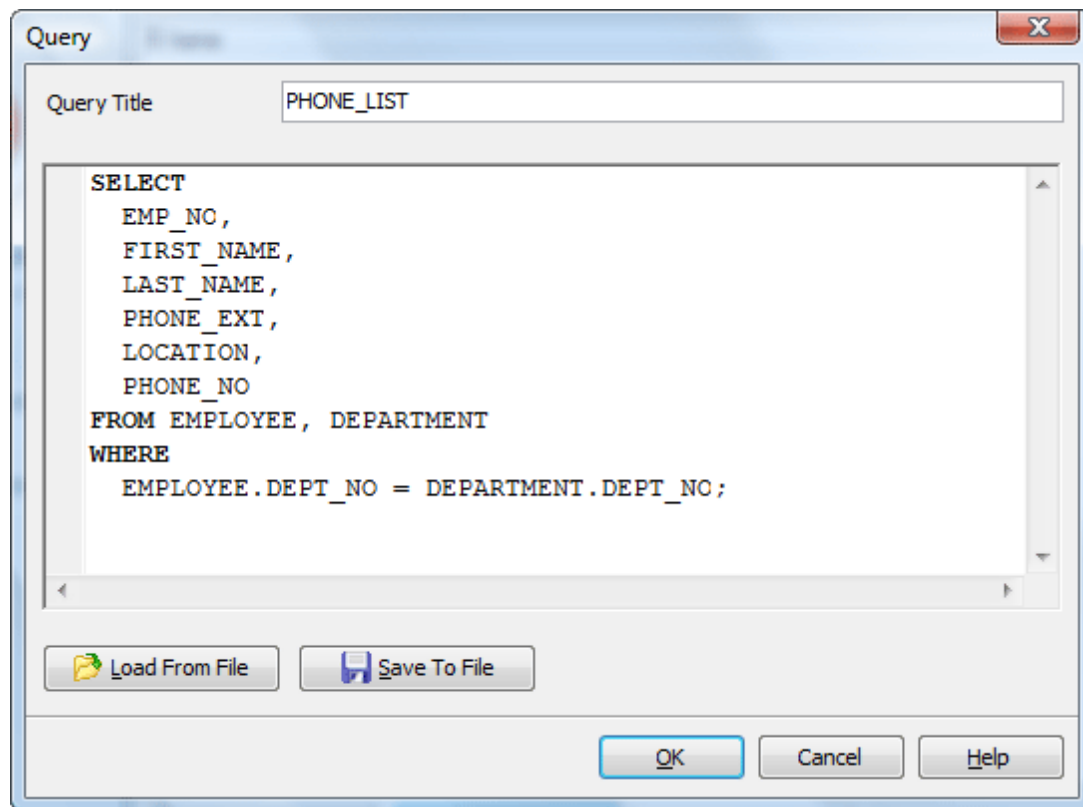 Query
Query Title PHONE_LIST
SELECT
EMP_NO,
FIRST_NAME,
LAST_NAME,
PHONE_EXT,
LOCATION,
PHONE_NO
FROM EMPLOYEE, DEPARTMENT
WHERE
EMPLOYEE.DEPT_NO = DEPARTMENT.DEPT_NO;
Load From File Save To File
OK Cancel Help